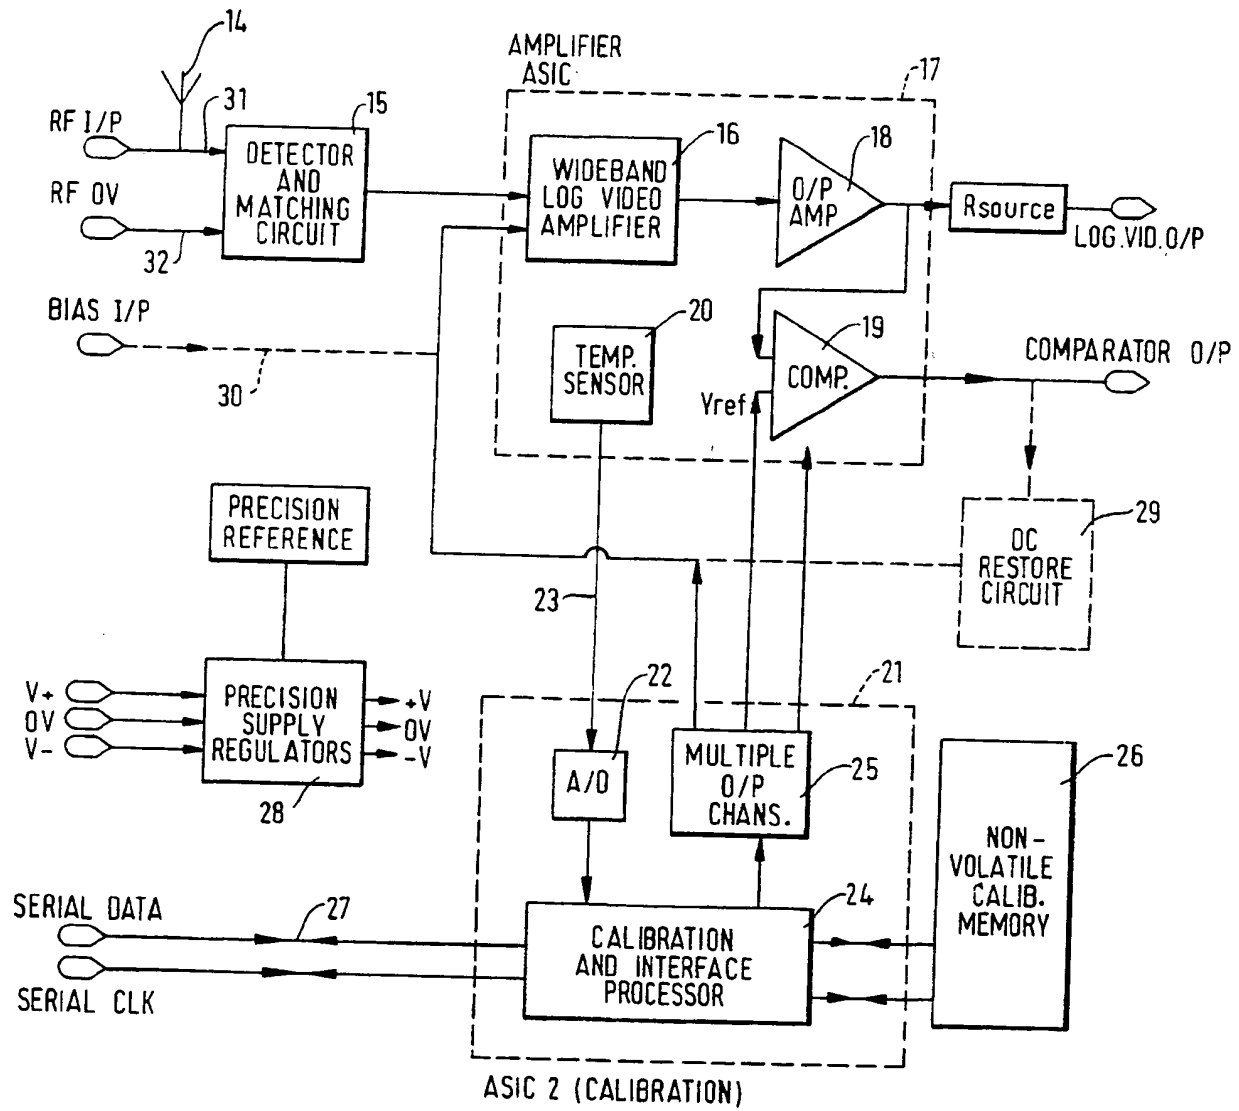 14
AMPLIFIER
ASIC
17
RF I/P
31
15
16
18
DETECTOR
AND
MATCHING
CIRCUIT
WIDEBAND
LOG VIDEO
AMPLIFIER
O/P
AMP
Rsource
LOG.VID.O/P
RF 0V
32
BIAS I/P
30
20
TEMP.
SENSOR
19
COMP.
Vref
COMPARATOR O/P
PRECISION
REFERENCE
29
DC
RESTORE
CIRCUIT
23
V+
0V
V-
PRECISION
SUPPLY
REGULATORS
+V
0V
-V
28
22
21
A/D
MULTIPLE
O/P
CHANS.
25
26
NON-
VOLATILE
CALIB.
MEMORY
SERIAL DATA
27
24
CALIBRATION
AND INTERFACE
PROCESSOR
SERIAL CLK
ASIC 2 (CALIBRATION)